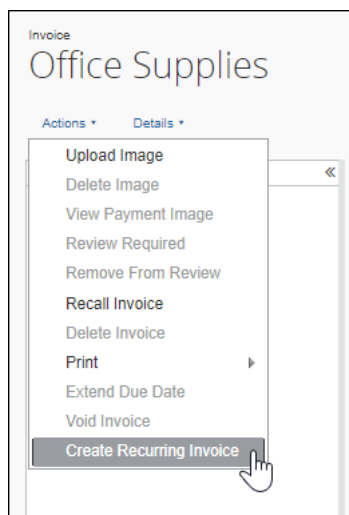 Invoice
Office Supplies
Actions Details
Upload Image
Delete Image
View Payment Image
Review Required
Remove From Review
Recall Invoice
Delete Invoice
Print
Extend Due Date
Void Invoice
Create Recurring Invoice